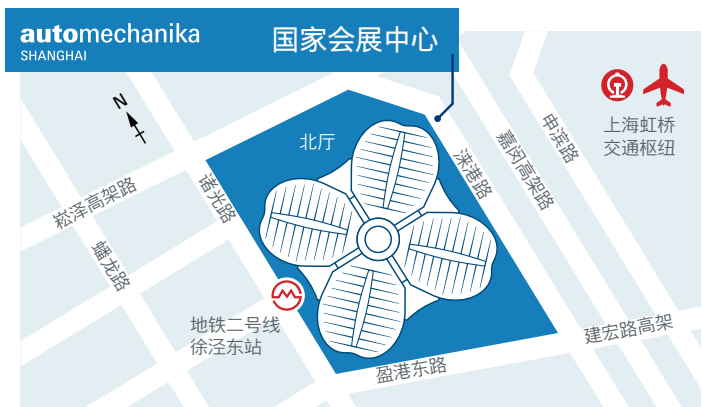 automechanika
SHANGHAI
国家会展中心
N
上海虹桥
交通枢纽
申滨路
嘉闵高架路
涞港路
北厅
诸光路
崧泽高架路
蟠龙路
地铁二号线
徐泾东站
建宏路高架
盈港东路